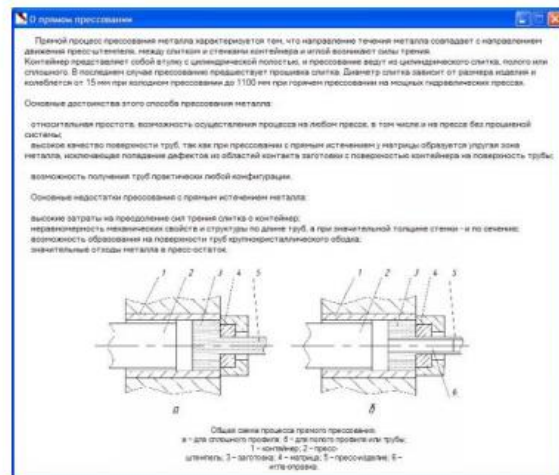 О прямом прессовании
Прямой процесс прессования металла характеризуется тем, что направление течения металла совпадает с направлением
движения пресс-штемпеля, между слитком и стенками контейнера и иглой возникают силы трения.
Контейнер представляет собой втулку с цилиндрической полостью, и прессование ведут из цилиндрического слитка, полого или
сплошного. В последнем случае прессованию предшествует прошивка слитка. Диаметр слитка зависит от размера изделия и
колеблется от 15 мм при холодном прессовании до 1100 мм при горячем прессовании на мощных гидравлических прессах.
Основные достоинства этого способа прессования металла:
относительная простота, возможность осуществления процесса на любом прессе, в том числе и на прессе без прошивной
системы;
высокое качество поверхности труб, так как при прессовании с прямым истечением у матрицы образуется упругая зона
металла, исключающая попадание дефектов из областей контакта заготовки с поверхностью контейнера на поверхность трубы;
возможность получения труб практически любой конфигурации.
Основные недостатки прессования с прямым истечением металла:
высокие затраты на преодоление сил трения слитка о контейнер;
неравномерность механических свойств и структуры по длине труб, а при значительной толщине стенки - и по сечению;
возможность образования на поверхности труб крупнокристаллического ободка;
значительные отходы металла в пресс-остаток.
1 2 3 4 5 1 2 3 4 5
6
а б
Общая схема процесса прямого прессования:
а – для сплошного профиля; б – для полого профиля или трубы;
1 – контейнер; 2 – пресс-
штемпель; 3 – заготовка; 4 – матрица; 5 – пресс-изделие; 6 –
игла-оправка.